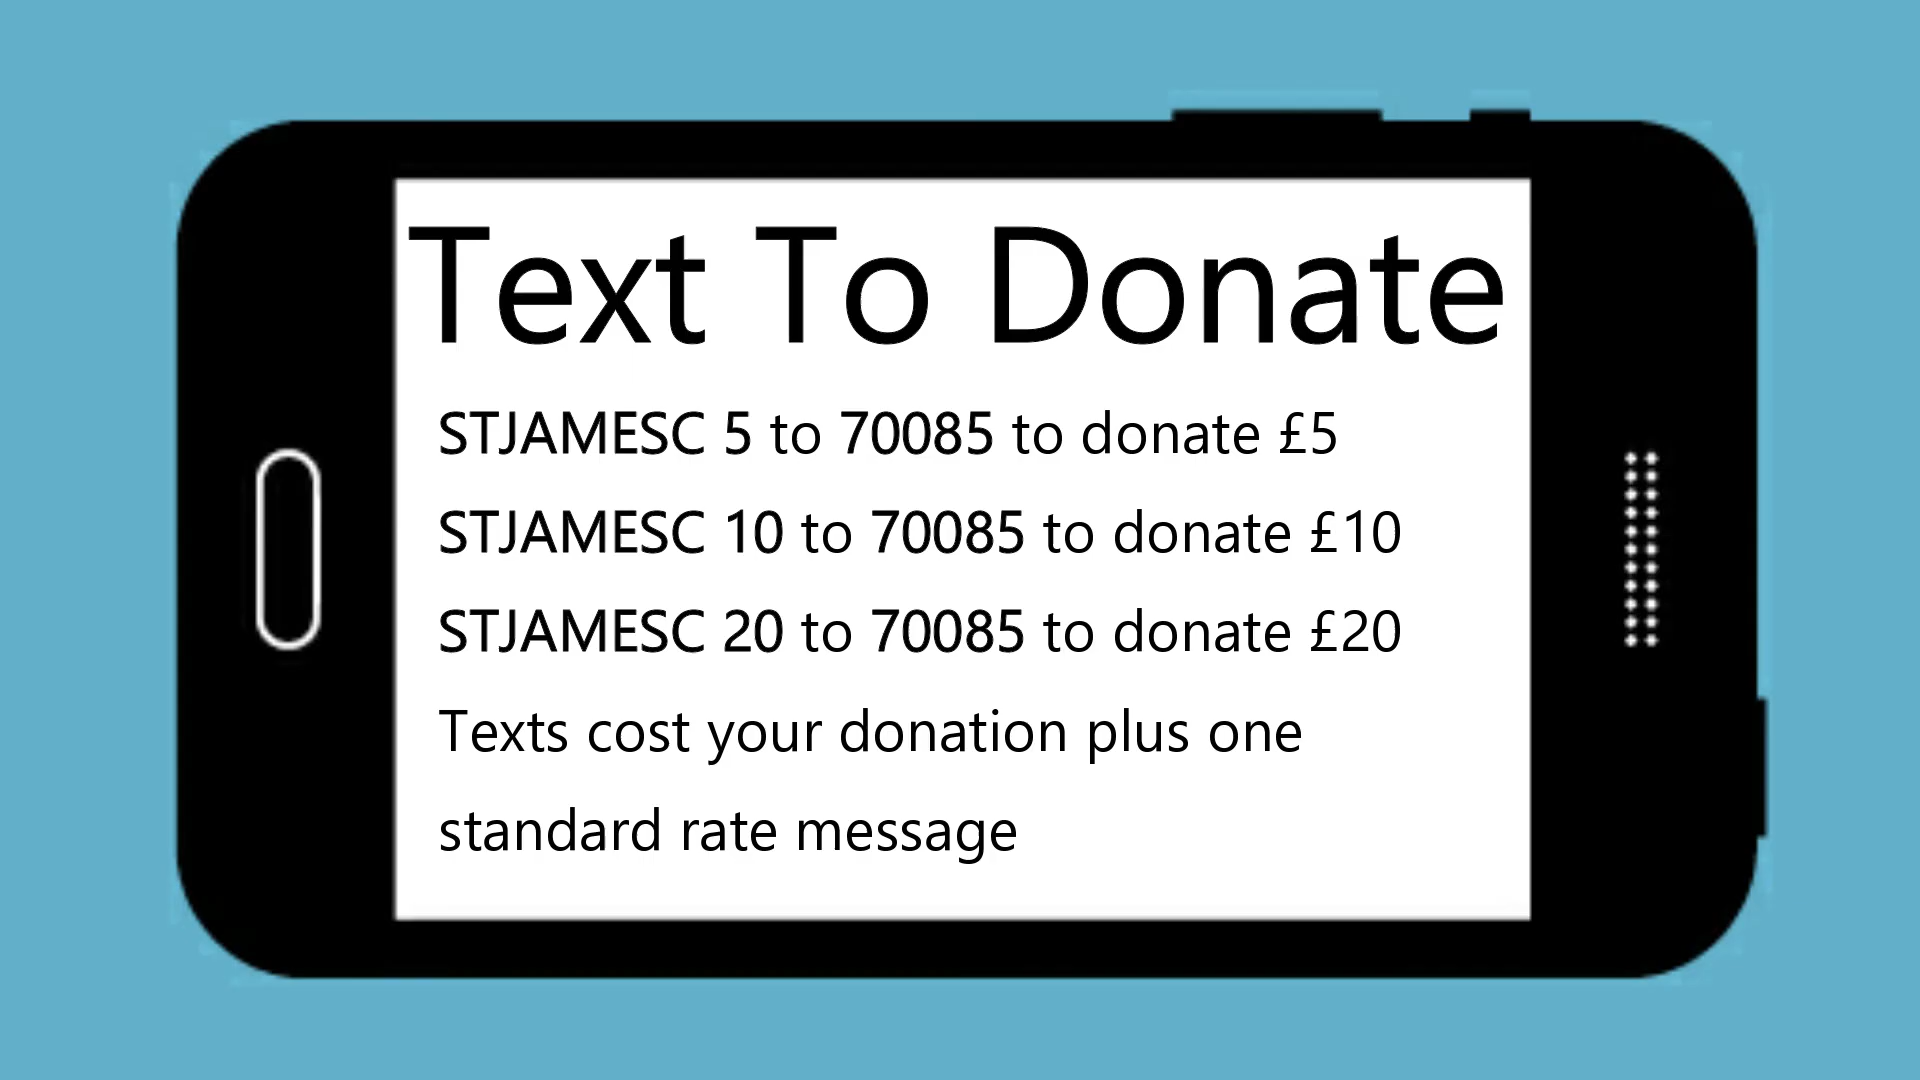 Text To Donate
STJAMESC 5 to 70085 to donate £5
STJAMESC 10 to 70085 to donate £10
STJAMESC 20 to 70085 to donate £20
Texts cost your donation plus one
standard rate message